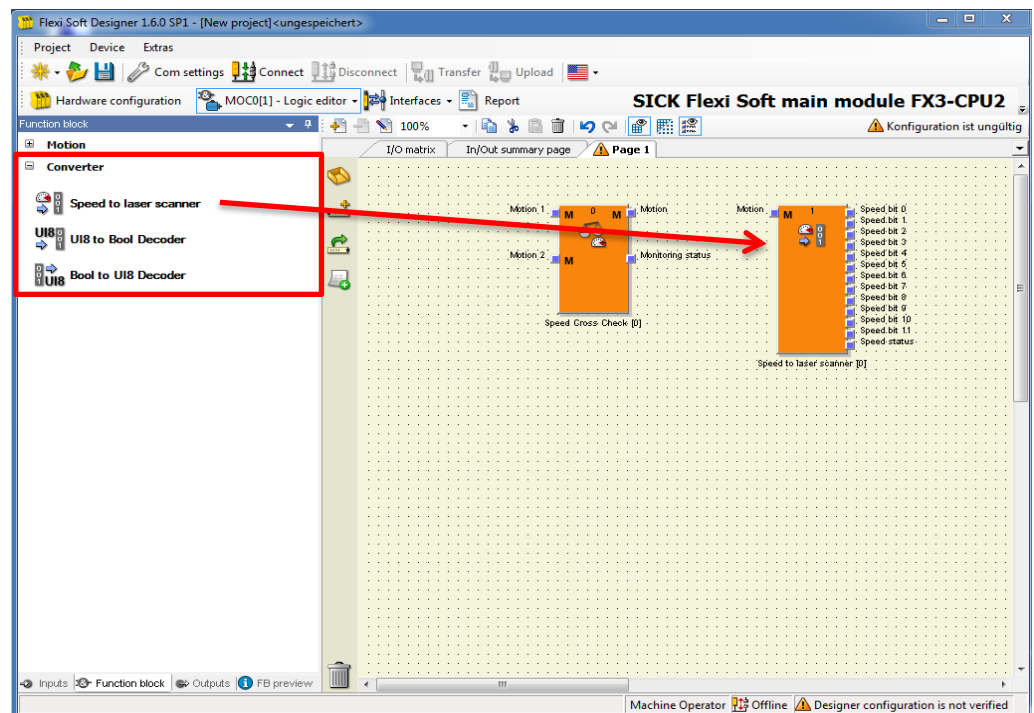 Flexi Soft Designer 1.6.0 SP1 - [New project]<ungespeichert>
Project Device Extras
Com settings Connect Disconnect Transfer Upload
Hardware configuration MOC0[1] - Logic editor Interfaces Report SICK Flexi Soft main module FX3-CPU2
Function block 100% Konfiguration ist ungültig
Motion
I/O matrix In/Out summary page Page 1
Converter
Speed to laser scanner
UI8 to Bool Decoder
Bool to UI8 Decoder
Motion 1 M 0 M Motion
Motion 2 M Monitoring status
Speed Cross Check [0]
Motion M 1 Speed bit 0
Speed bit 1
Speed bit 2
Speed bit 3
Speed bit 4
Speed bit 5
Speed bit 6
Speed bit 7
Speed bit 8
Speed bit 9
Speed bit 10
Speed bit 11
Speed status
Speed to laser scanner [0]
Inputs Function block Outputs FB preview
Machine Operator Offline Designer configuration is not verified